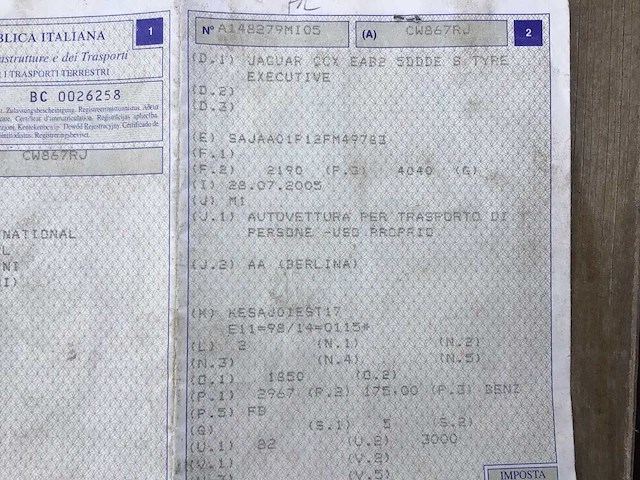 BLICA ITALIANA
1
astrutture e dei Trasporti
R I TRASPORTI TERRESTRI
BC 0026258
CW867RJ
NATIONAL
L
NI
I)
N° A148279MI05 (A) CW867RJ 2
(D.1) JAGUAR CCX EAB2 5DDDE S TYPE
EXECUTIVE
(D.2)
(D.3)
(E) SAJAA01P12FM49783
(F.1)
(F.2) 2190 (F.3) 4040 (G)
(I) 28.07.2005
(J) M1
(J.1) AUTOVETTURA PER TRASPORTO DI
PERSONE -USO PROPRIO
(J.2) AA (BERLINA)
(K) KESAJ01EST17
E11*98/14*0115*
(L) 2 (N.1) (N.2)
(N.3) (N.4) (N.5)
(O.1) 1850 (O.2)
(P.1) 2967 (P.2) 175.00 (P.3) BENZ
(P.5) FB
(Q) (S.1) 5 (S.2)
(U.1) 82 (U.2) 3000
(V.1) (V.2)
(V.3) (V.5)
IMPOSTA